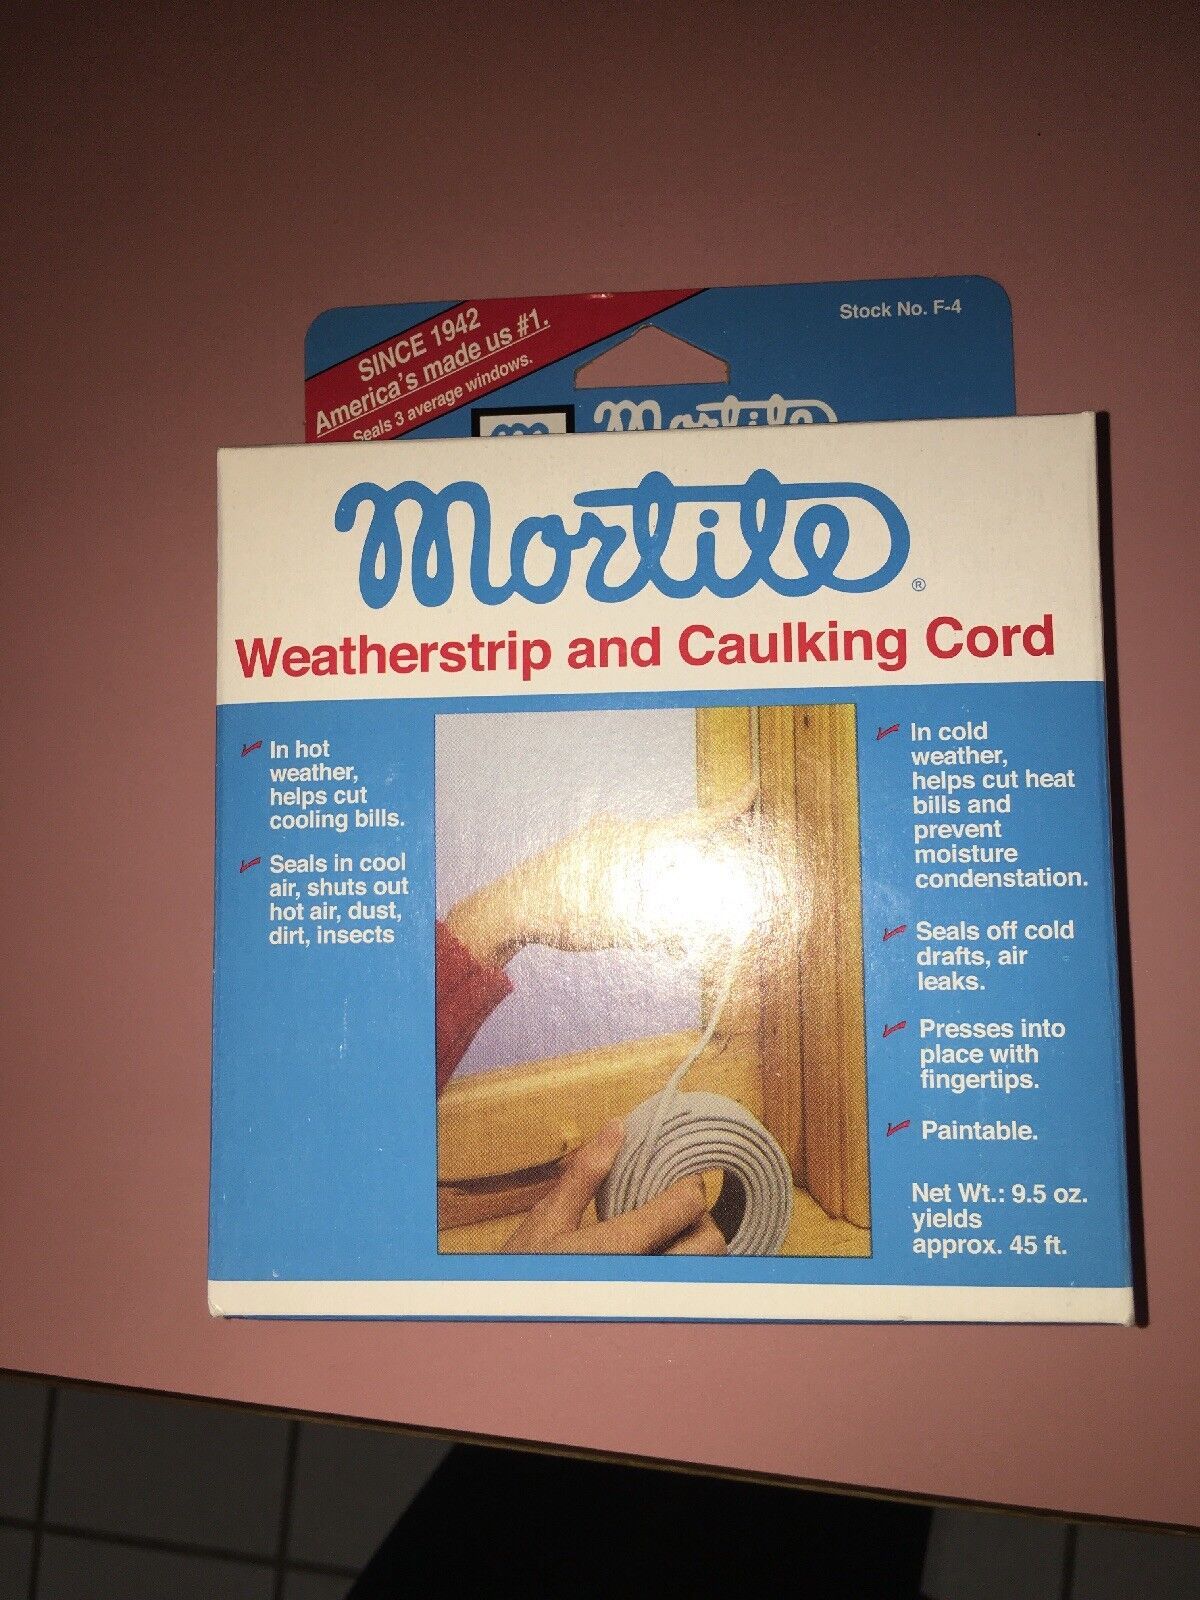 SINCE 1942
America's made us #1.
Seals 3 average windows.
Stock No. F-4
Mortite
Mortite®
Weatherstrip and Caulking Cord
In hot
weather,
helps cut
cooling bills.
Seals in cool
air, shuts out
hot air, dust,
dirt, insects
In cold
weather,
helps cut heat
bills and
prevent
moisture
condenstation.
Seals off cold
drafts, air
leaks.
Presses into
place with
fingertips.
Paintable.
Net Wt.: 9.5 oz.
yields
approx. 45 ft.